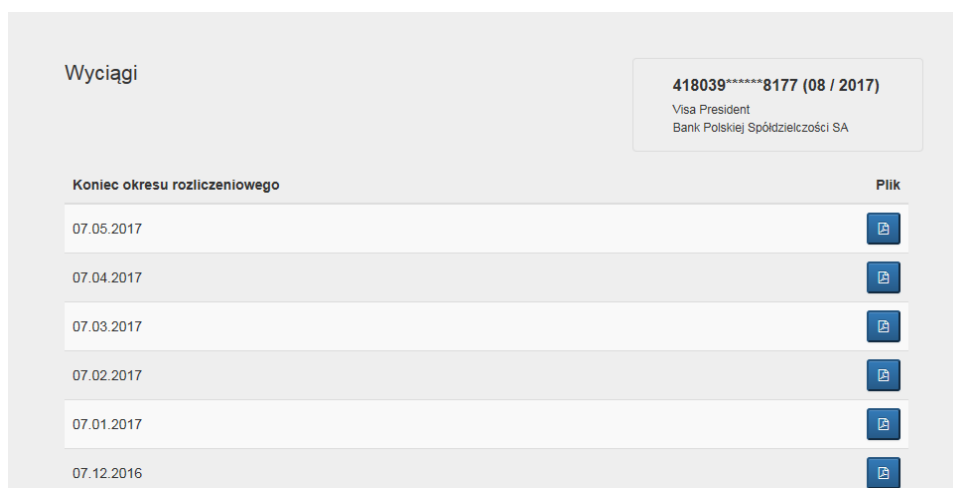 Wyciągi
418039******8177 (08 / 2017)
Visa President
Bank Polskiej Spółdzielczości SA
Koniec okresu rozliczeniowego Plik
07.05.2017
07.04.2017
07.03.2017
07.02.2017
07.01.2017
07.12.2016